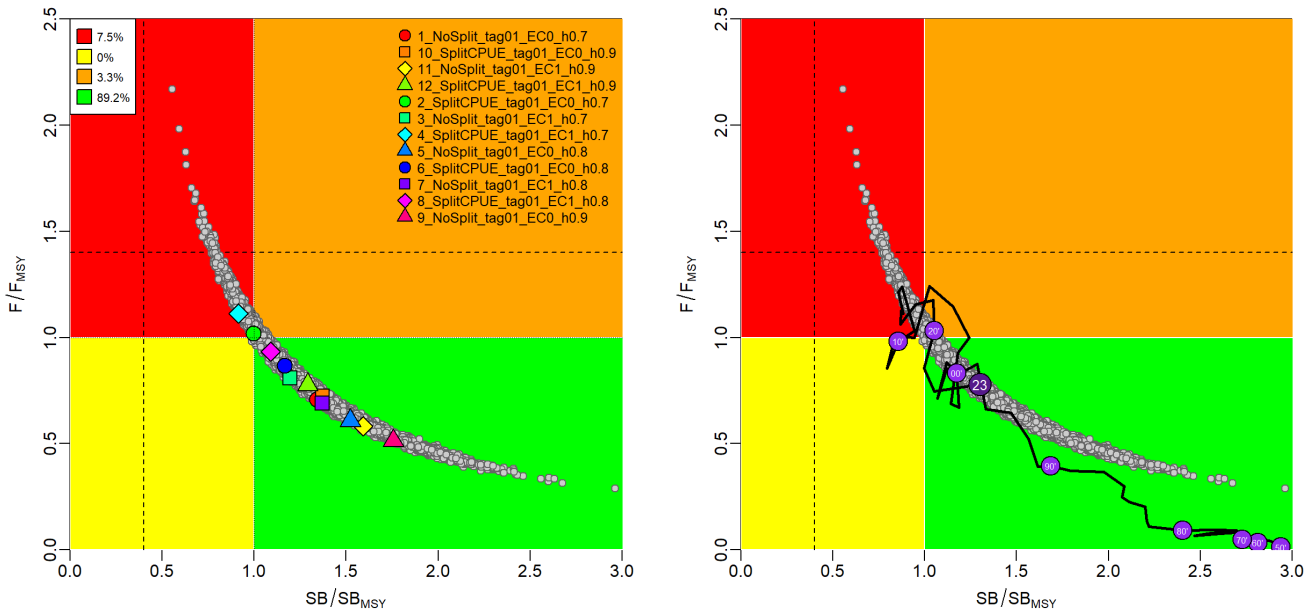 7.5%
0%
3.3%
89.2%
1_NoSplit_tag01_EC0_h0.7
10_SplitCPUE_tag01_EC0_h0.9
11_NoSplit_tag01_EC1_h0.9
12_SplitCPUE_tag01_EC1_h0.9
2_SplitCPUE_tag01_EC0_h0.7
3_NoSplit_tag01_EC1_h0.7
4_SplitCPUE_tag01_EC1_h0.7
5_NoSplit_tag01_EC0_h0.8
6_SplitCPUE_tag01_EC0_h0.8
7_NoSplit_tag01_EC1_h0.8
8_SplitCPUE_tag01_EC1_h0.8
9_NoSplit_tag01_EC0_h0.9
2.5
2.0
1.5
1.0
0.5
0.0
F/F_MSY
0.0 0.5 1.0 1.5 2.0 2.5 3.0
SB/SB_MSY
2.5
2.0
1.5
1.0
0.5
0.0
F/F_MSY
20'
10'
00'
23
90'
80'
70'
60'
50'
0.0 0.5 1.0 1.5 2.0 2.5 3.0
SB/SB_MSY